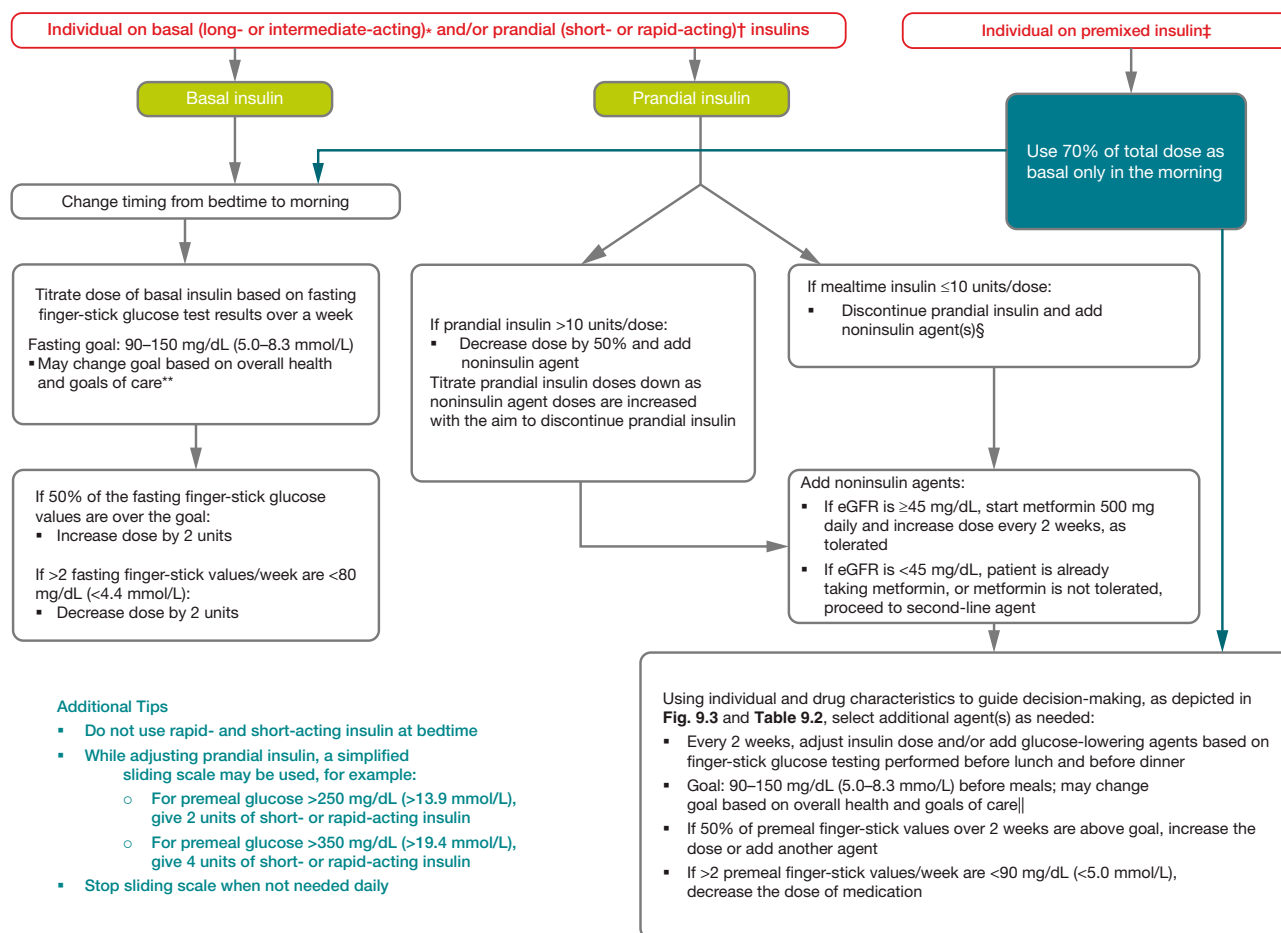 Individual on basal (long- or intermediate-acting)* and/or prandial (short- or rapid-acting)† insulins
Individual on premixed insulin‡
Basal insulin
Prandial insulin
Use 70% of total dose as
basal only in the morning
Change timing from bedtime to morning
Titrate dose of basal insulin based on fasting
finger-stick glucose test results over a week
Fasting goal: 90–150 mg/dL (5.0–8.3 mmol/L)
▪ May change goal based on overall health
and goals of care**
If 50% of the fasting finger-stick glucose
values are over the goal:
▪ Increase dose by 2 units
If >2 fasting finger-stick values/week are <80
mg/dL (<4.4 mmol/L):
▪ Decrease dose by 2 units
If prandial insulin >10 units/dose:
▪ Decrease dose by 50% and add
noninsulin agent
Titrate prandial insulin doses down as
noninsulin agent doses are increased
with the aim to discontinue prandial insulin
If mealtime insulin ≤10 units/dose:
▪ Discontinue prandial insulin and add
noninsulin agent(s)§
Add noninsulin agents:
▪ If eGFR is ≥45 mg/dL, start metformin 500 mg
daily and increase dose every 2 weeks, as
tolerated
▪ If eGFR is <45 mg/dL, patient is already
taking metformin, or metformin is not tolerated,
proceed to second-line agent
Using individual and drug characteristics to guide decision-making, as depicted in
Fig. 9.3 and Table 9.2, select additional agent(s) as needed:
▪ Every 2 weeks, adjust insulin dose and/or add glucose-lowering agents based on
finger-stick glucose testing performed before lunch and before dinner
▪ Goal: 90–150 mg/dL (5.0–8.3 mmo/L) before meals; may change
goal based on overall health and goals of care||
▪ If 50% of premeal finger-stick values over 2 weeks are above goal, increase the
dose or add another agent
▪ If >2 premeal finger-stick values/week are <90 mg/dL (<5.0 mmol/L),
decrease the dose of medication
Additional Tips
▪ Do not use rapid- and short-acting insulin at bedtime
▪ While adjusting prandial insulin, a simplified
sliding scale may be used, for example:
○ For premeal glucose >250 mg/dL (>13.9 mmol/L),
give 2 units of short- or rapid-acting insulin
○ For premeal glucose >350 mg/dL (>19.4 mmol/L),
give 4 units of short- or rapid-acting insulin
▪ Stop sliding scale when not needed daily